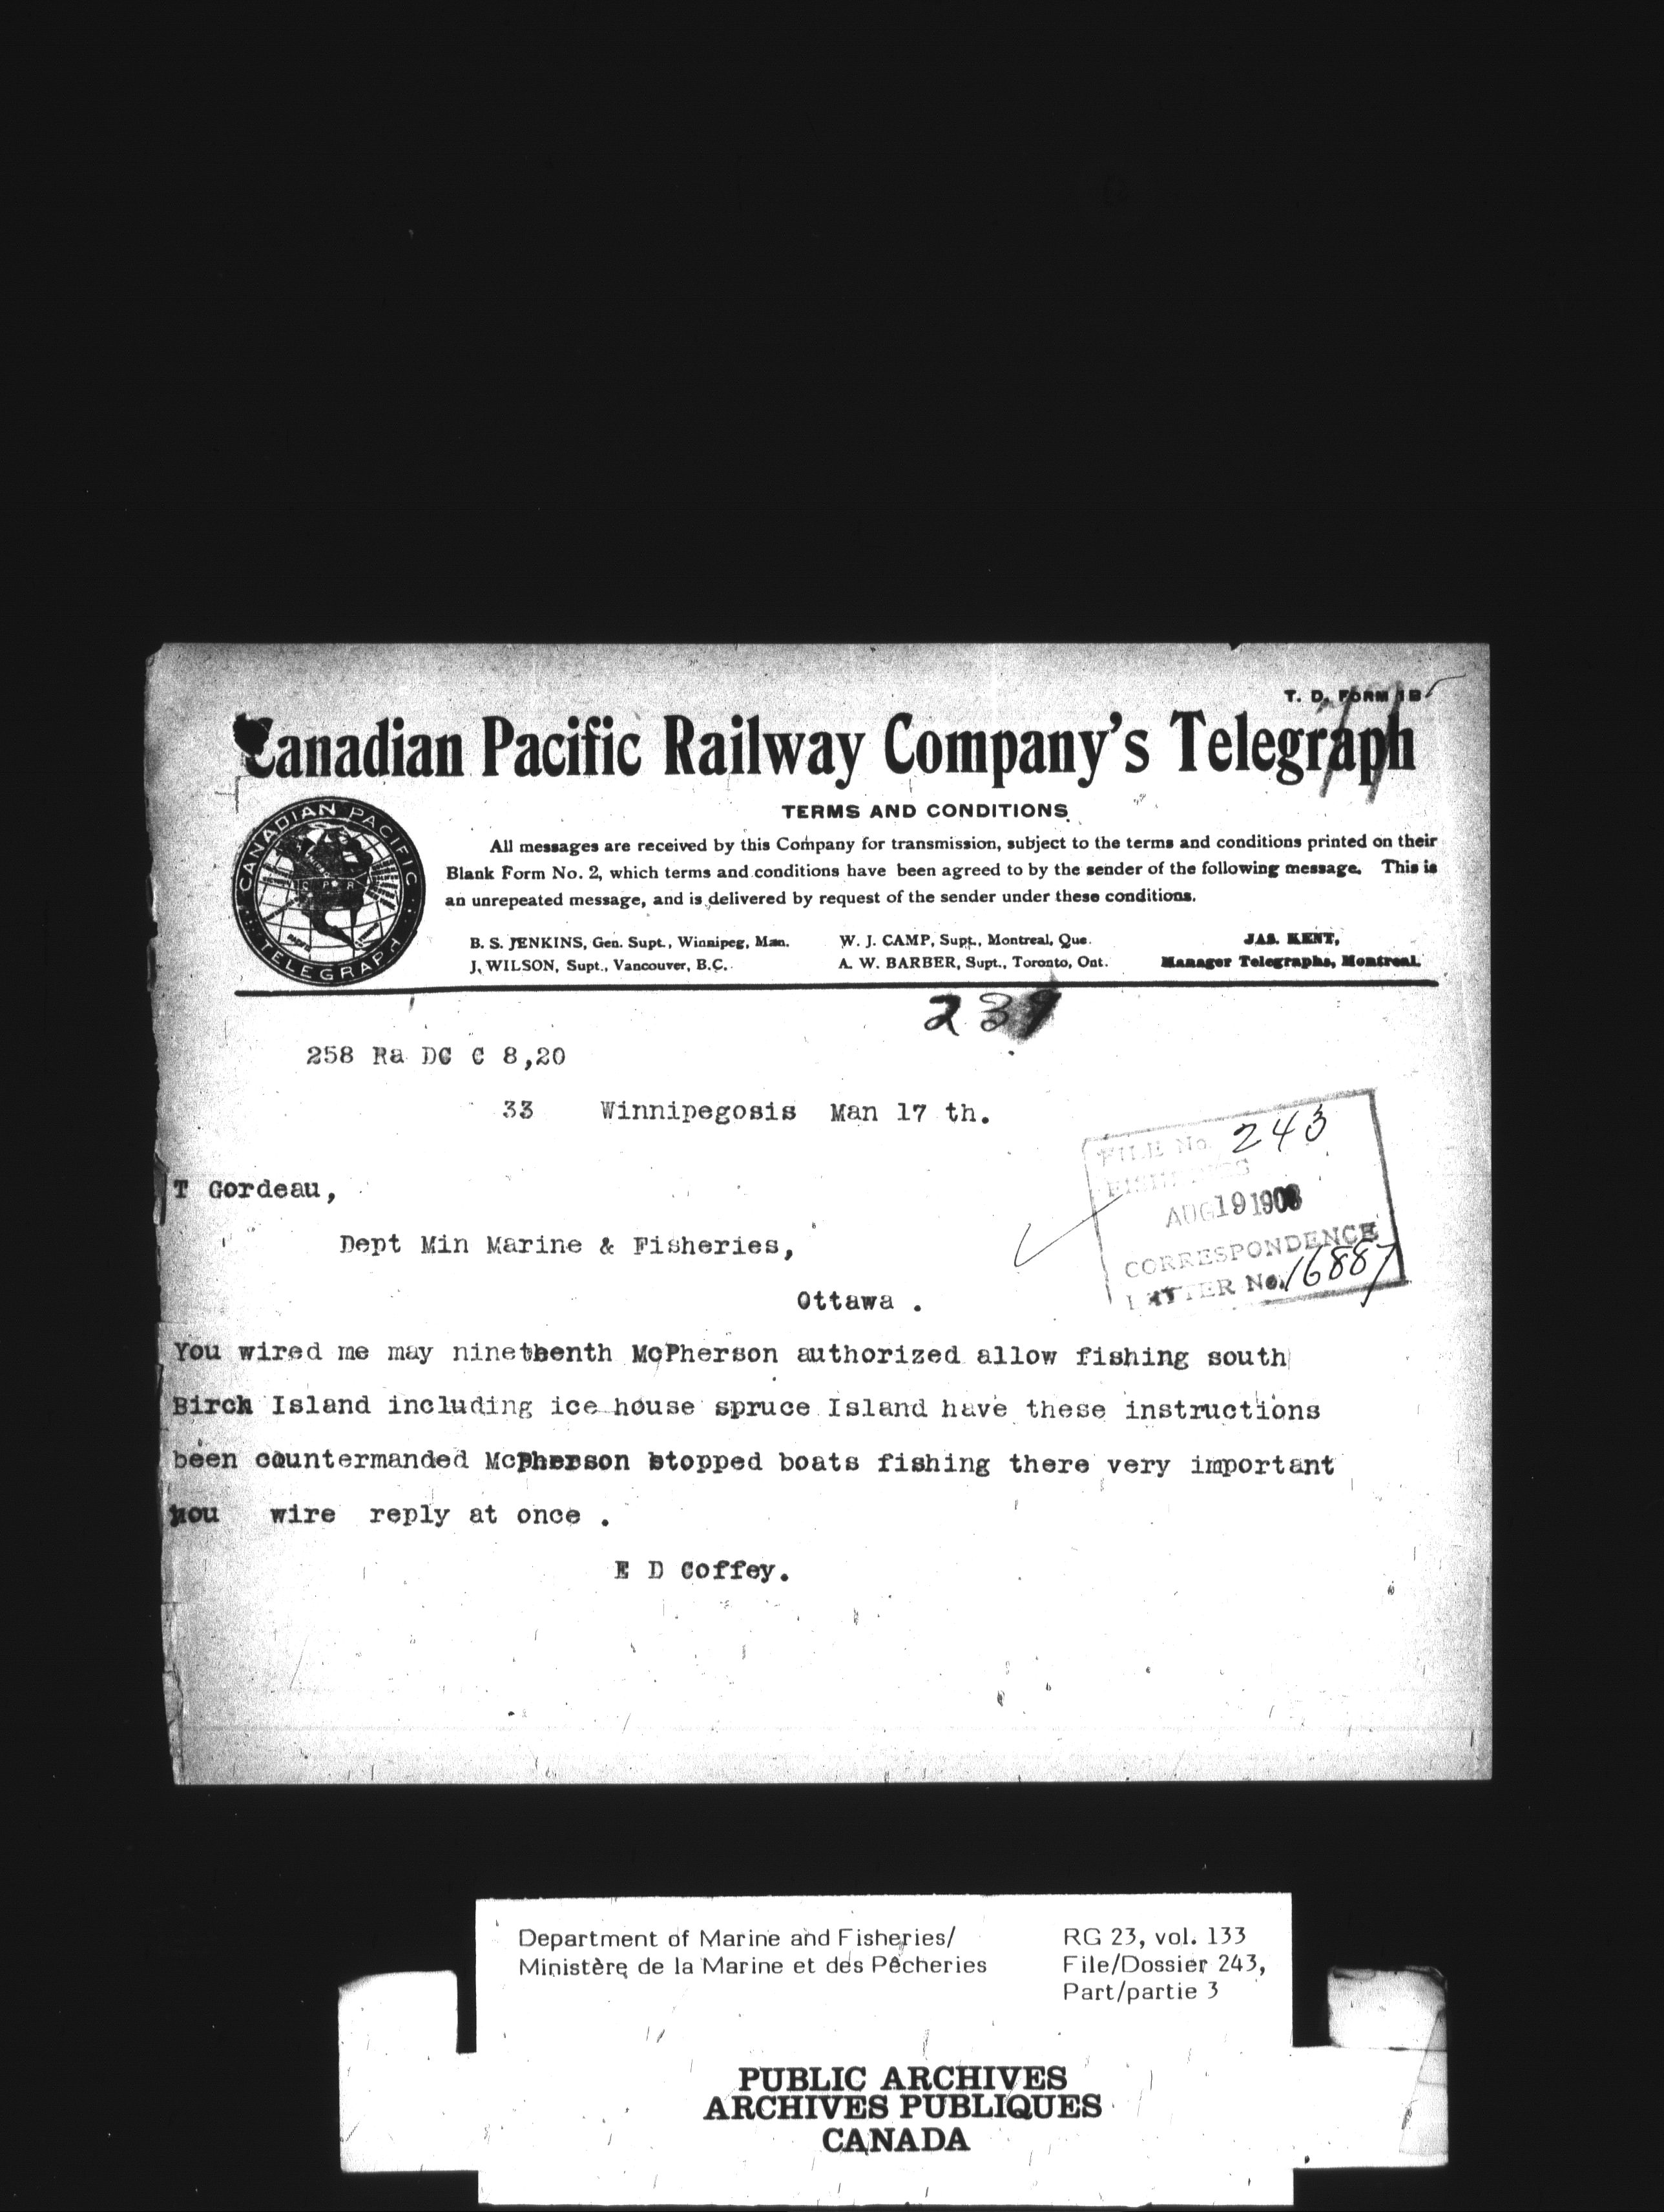 T. D. FORM 1 B
Canadian Pacific Railway Company's Telegraph
TERMS AND CONDITIONS
All messages are received by this Company for transmission, subject to the terms and conditions printed on their
Blank Form No. 2, which terms and conditions have been agreed to by the sender of the following message. This is
an unrepeated message, and is delivered by request of the sender under these conditions.
CANADIAN PACIFIC
TELEGRAPH
B. S. JENKINS, Gen. Supt., Winnipeg, Man.
J. WILSON, Supt., Vancouver, B.C.
W. J. CAMP, Supt., Montreal, Que.
A. W. BARBER, Supt., Toronto, Ont.
JAS. KENT,
Manager Telegraphs, Montreal.
239
258 Ra DC C 8,20
33 Winnipegosis Man 17 th.
FILE No. 243
FISHERIES
AUG 19 1908
CORRESPONDENCE
LETTER No. 16887
T Gordeau,
Dept Min Marine & Fisheries,
Ottawa .
You wired me may nineteenth McPherson authorized allow fishing south
Birch Island including ice house spruce Island have these instructions
been countermanded McPherson stopped boats fishing there very important
you wire reply at once .
E D Coffey.
Department of Marine and Fisheries/
Ministère de la Marine et des Pêcheries
RG 23, vol. 133
File/Dossier 243,
Part/partie 3
PUBLIC ARCHIVES
ARCHIVES PUBLIQUES
CANADA